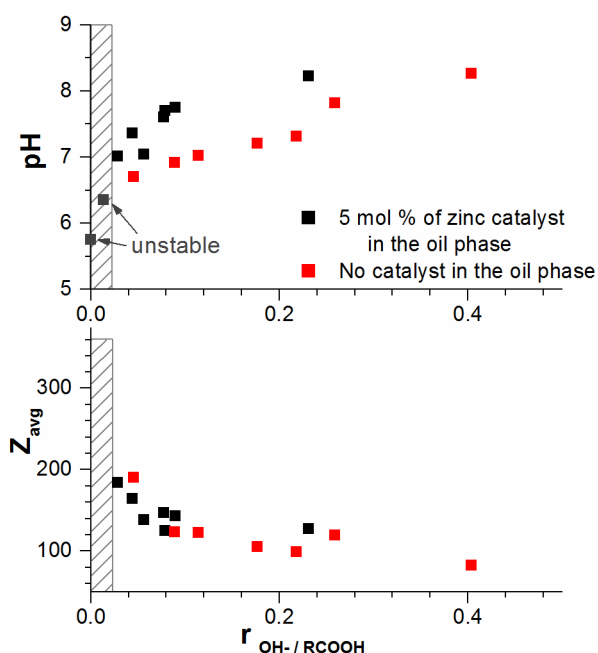 9
8
7
6
5
pH
unstable
5 mol % of zinc catalyst
in the oil phase
No catalyst in the oil phase
0.0 0.2 0.4
300
200
100
Zavg
0.0 0.2 0.4
r OH- / RCOOH